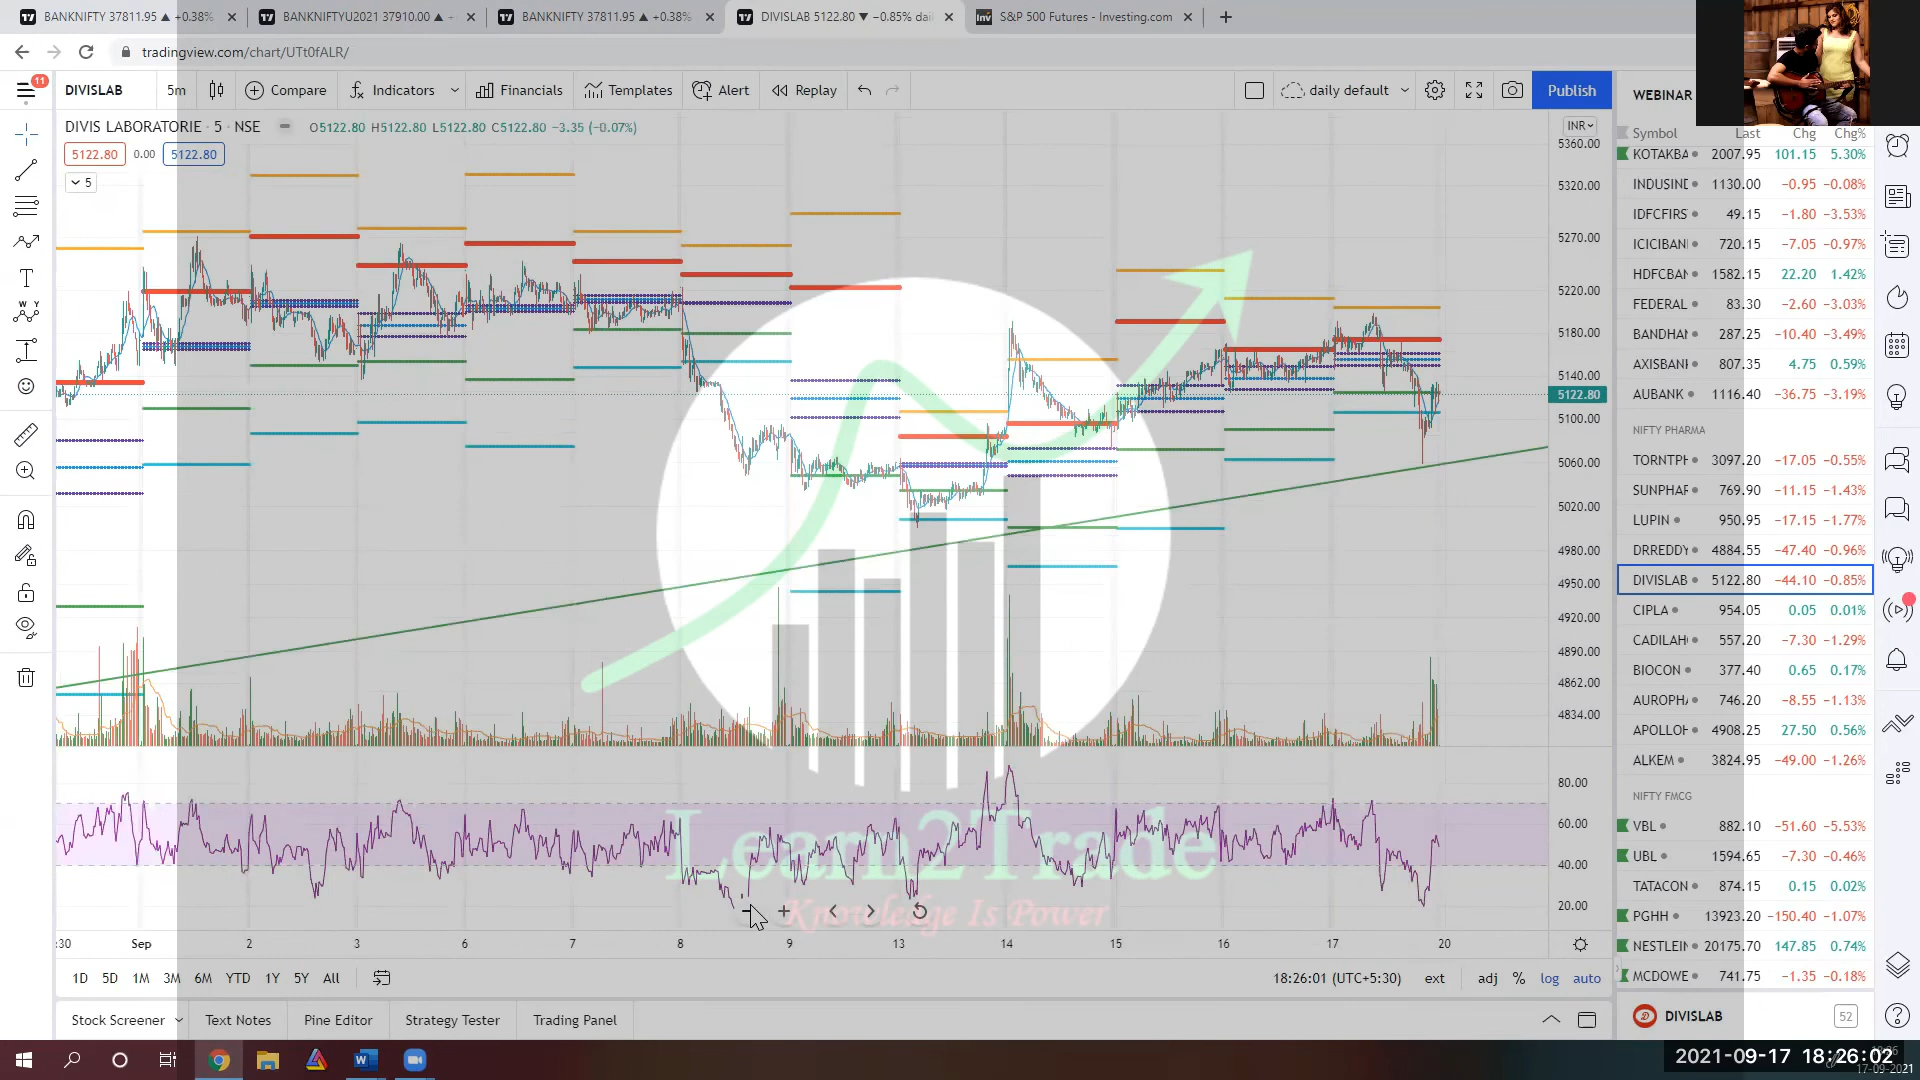 BANKNIFTY 37811.95 ▲ +0.38%
BANKNIFTYU2021 37910.00 ▲ +
BANKNIFTY 37811.95 ▲ +0.38%
DIVISLAB 5122.80 ▼ −0.85% dai
S&P 500 Futures - Investing.com
tradingview.com/chart/UTt0fALR/
11
DIVISLAB 5m Compare Indicators Financials Templates Alert Replay daily default Publish
DIVIS LABORATORIE · 5 · NSE O5122.80 H5122.80 L5122.80 C5122.80 −3.35 (−0.07%)
5122.80 0.00 5122.80
5
INR
5360.00
5320.00
5270.00
5220.00
5180.00
5140.00
5122.80
5100.00
5060.00
5020.00
4980.00
4950.00
4920.00
4890.00
4862.00
4834.00
80.00
60.00
40.00
20.00
Learn2Trade
Knowledge Is Power
:30 Sep 2 3 6 7 8 9 13 14 15 16 17 20
1D 5D 1M 3M 6M YTD 1Y 5Y All 18:26:01 (UTC+5:30) ext adj % log auto
Stock Screener Text Notes Pine Editor Strategy Tester Trading Panel
WEBINAR
Symbol Last Chg Chg%
KOTAKBA 2007.95 101.15 5.30%
INDUSIND 1130.00 −0.95 −0.08%
IDFCFIRS 49.15 −1.80 −3.53%
ICICIBANI 720.15 −7.05 −0.97%
HDFCBAN 1582.15 22.20 1.42%
FEDERAL 83.30 −2.60 −3.03%
BANDHAN 287.25 −10.40 −3.49%
AXISBANK 807.35 4.75 0.59%
AUBANK 1116.40 −36.75 −3.19%
NIFTY PHARMA
TORNTPH 3097.20 −17.05 −0.55%
SUNPHAR 769.90 −11.15 −1.43%
LUPIN 950.95 −17.15 −1.77%
DRREDDY 4884.55 −47.40 −0.96%
DIVISLAB 5122.80 −44.10 −0.85%
CIPLA 954.05 0.05 0.01%
CADILAH 557.20 −7.30 −1.29%
BIOCON 377.40 0.65 0.17%
AUROPHA 746.20 −8.55 −1.13%
APOLLOH 4908.25 27.50 0.56%
ALKEM 3824.95 −49.00 −1.26%
NIFTY FMCG
VBL 882.10 −51.60 −5.53%
UBL 1594.65 −7.30 −0.46%
TATACON 874.15 0.15 0.02%
PGHH 13923.20 −150.40 −1.07%
NESTLEIN 20175.70 147.85 0.74%
MCDOWE 741.75 −1.35 −0.18%
DIVISLAB 52
2021-09-17 18:26:02
17-09-2021